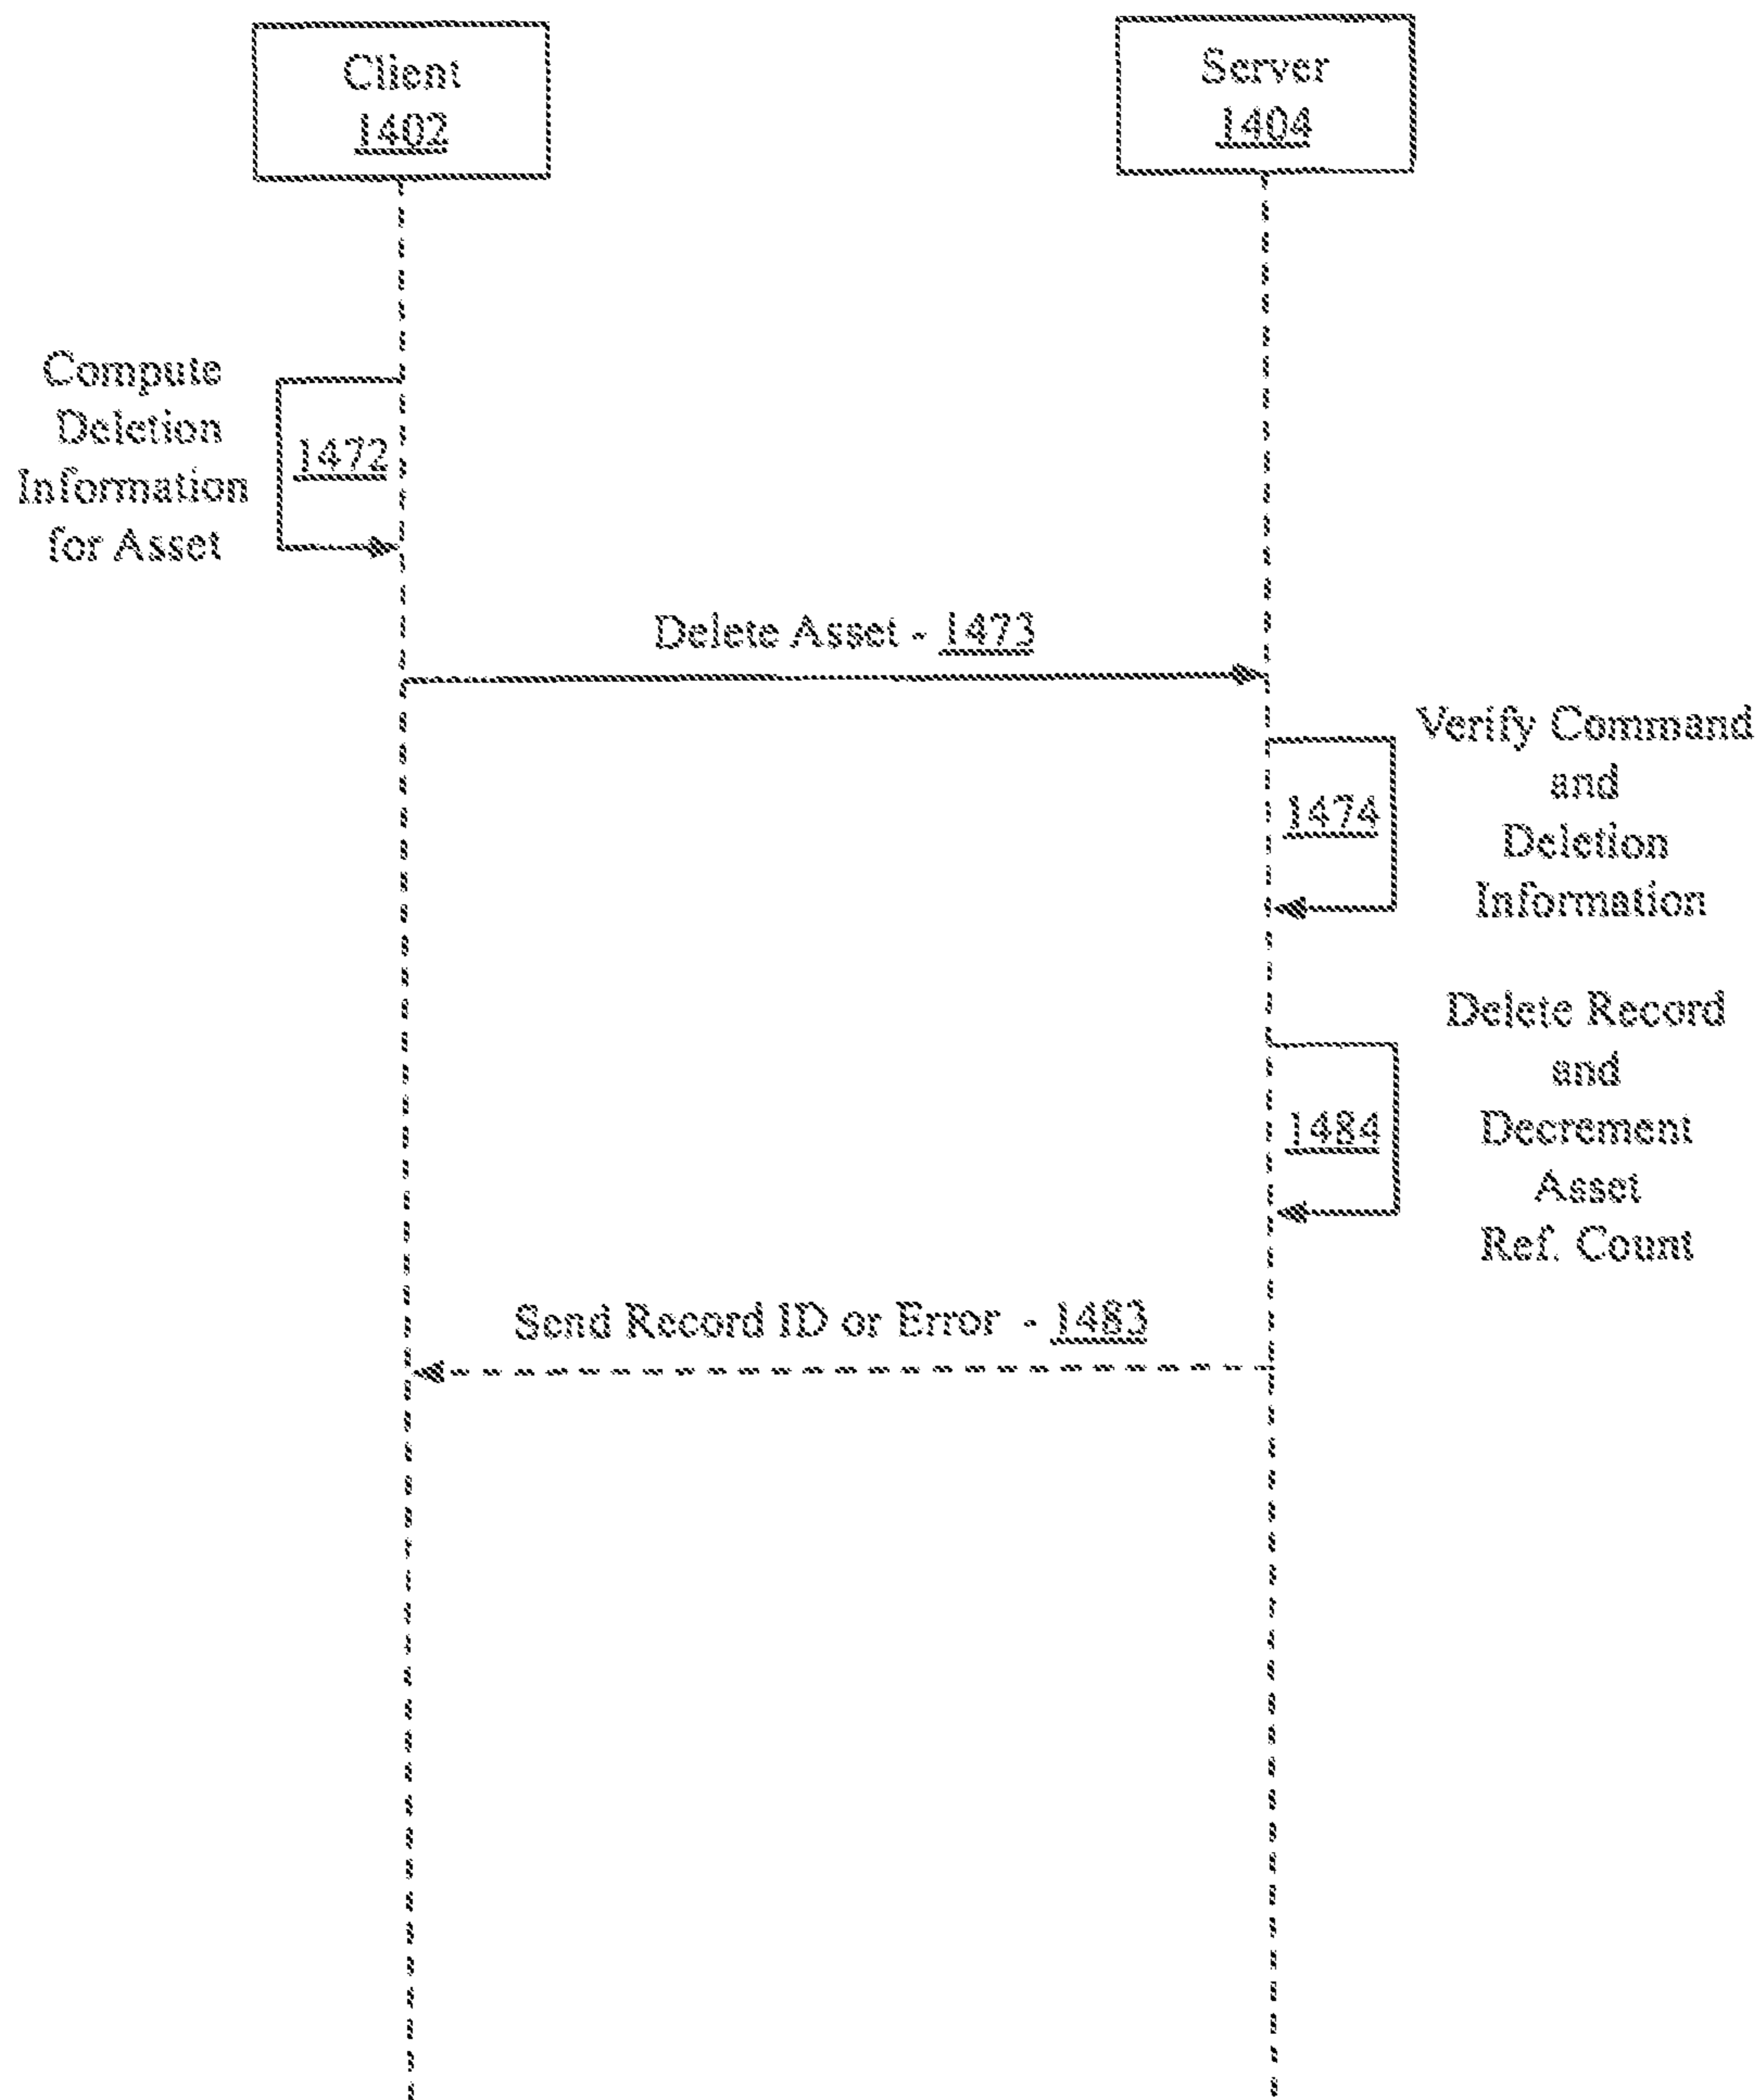 Client
1402
Server
1404
Compute
Deletion
Information
for Asset
1472
Delete Asset - 1473
Verify Command
and
Deletion
Information
1474
Delete Record
and
Decrement
Asset
Ref. Count
1484
Send Record ID or Error - 1483